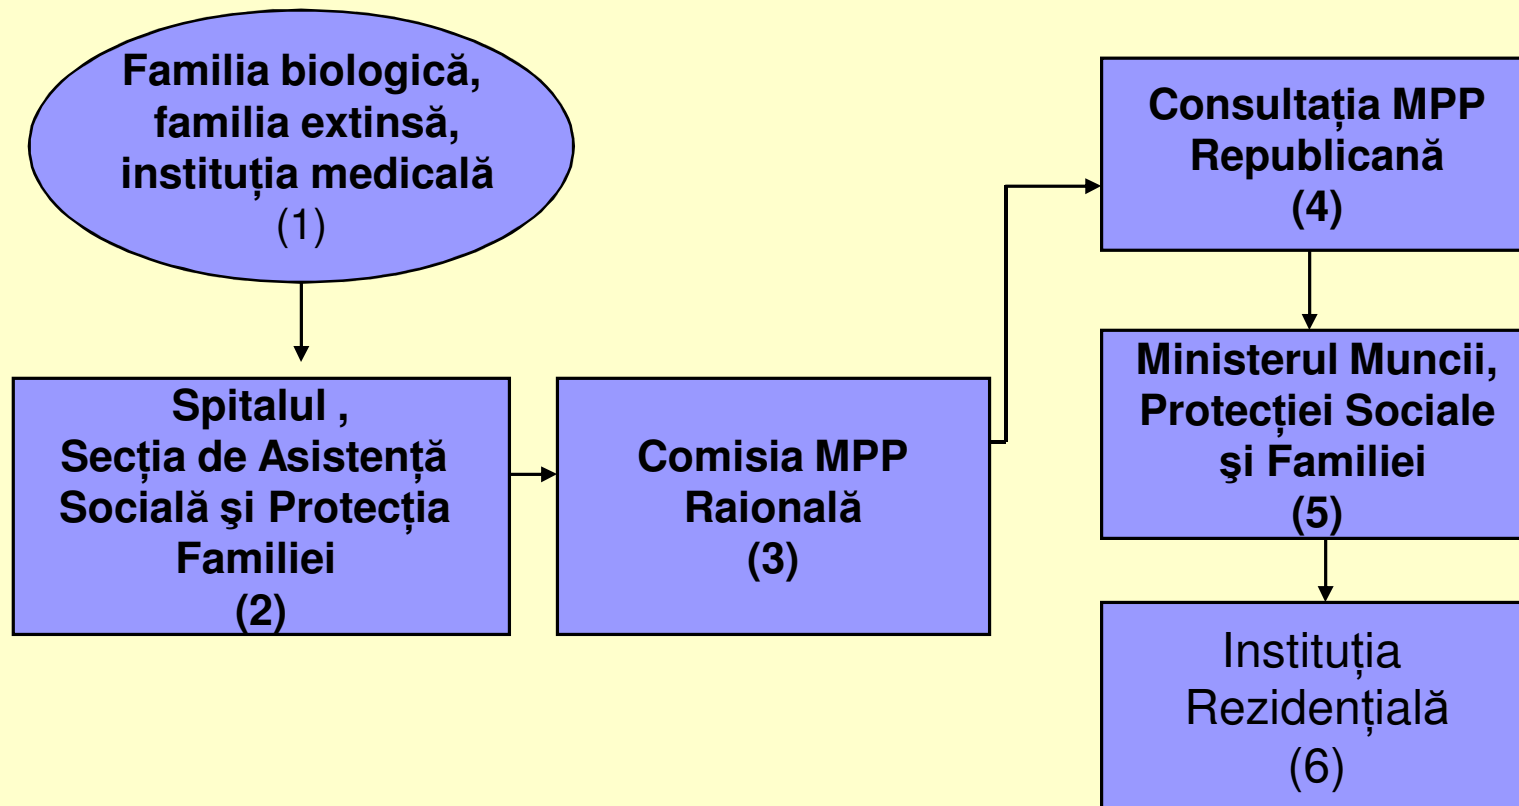 Familia biologică,
familia extinsă,
instituția medicală
(1)
Spitalul ,
Secția de Asistență
Socială şi Protecția
Familiei
(2)
Comisia MPP
Raională
(3)
Consultația MPP
Republicană
(4)
Ministerul Muncii,
Protecției Sociale
şi Familiei
(5)
Instituția
Rezidențială
(6)